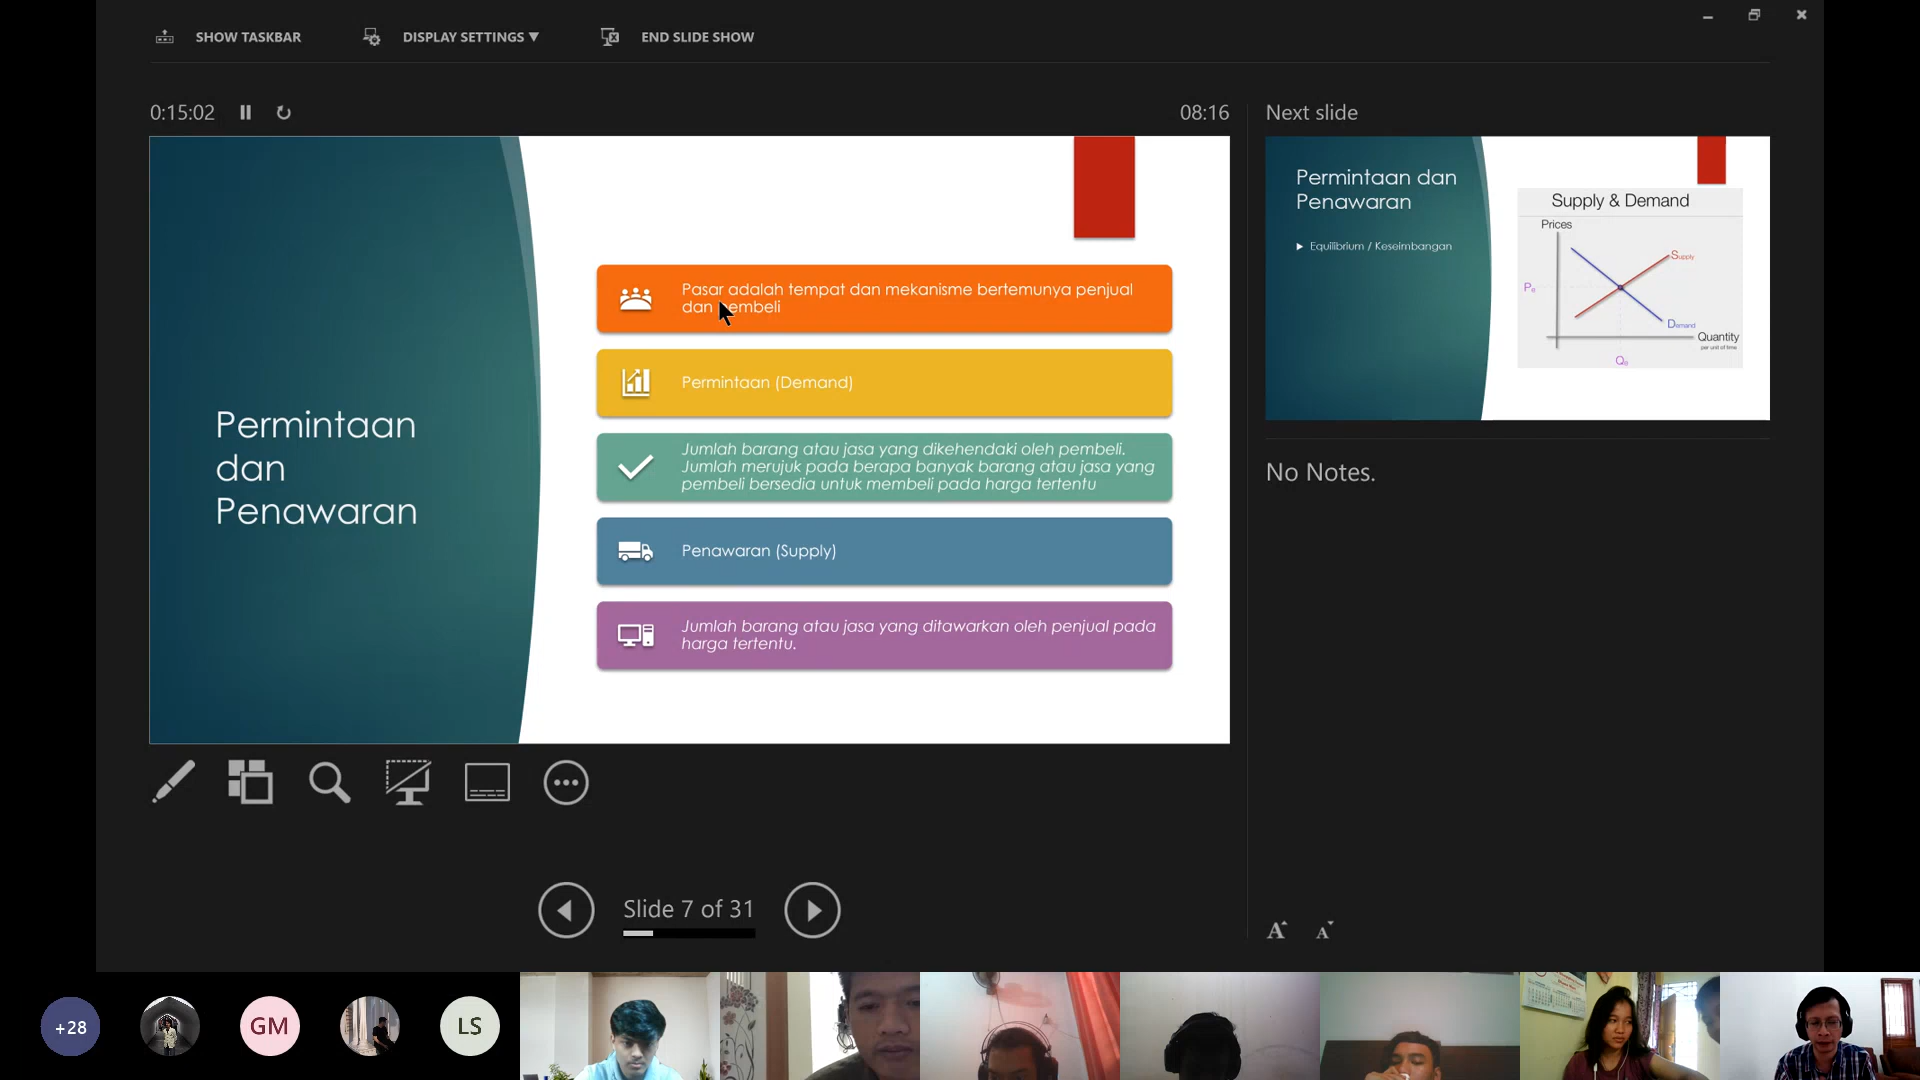 SHOW TASKBAR
DISPLAY SETTINGS ▼
END SLIDE SHOW
0:15:02
08:16
Permintaan
dan
Penawaran
Pasar adalah tempat dan mekanisme bertemunya penjual
dan pembeli
Permintaan (Demand)
Jumlah barang atau jasa yang dikehendaki oleh pembeli.
Jumlah merujuk pada berapa banyak barang atau jasa yang
pembeli bersedia untuk membeli pada harga tertentu
Penawaran (Supply)
Jumlah barang atau jasa yang ditawarkan oleh penjual pada
harga tertentu.
Slide 7 of 31
Next slide
Permintaan dan
Penawaran
Equilibrium / Keseimbangan
Supply & Demand
Prices
Supply
Demand
Quantity
per unit of time
No Notes.
A
A
+28
GM
LS